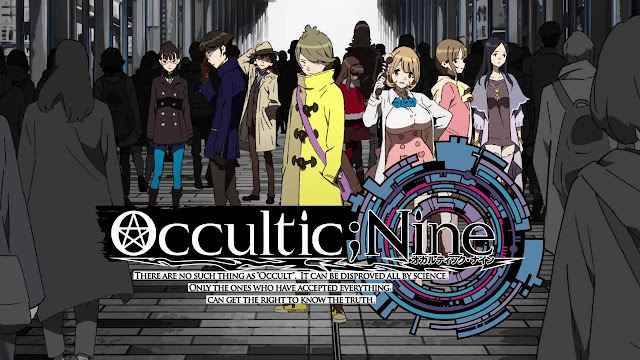 Occultic;Nine
オカルティック・ナイン
THERE ARE NO SUCH THING AS "OCCULT", IT CAN BE DISPROVED ALL BY SCIENCE
ONLY THE ONES WHO HAVE ACCEPTED EVERYTHING,
CAN GET THE RIGHT TO KNOW THE TRUTH